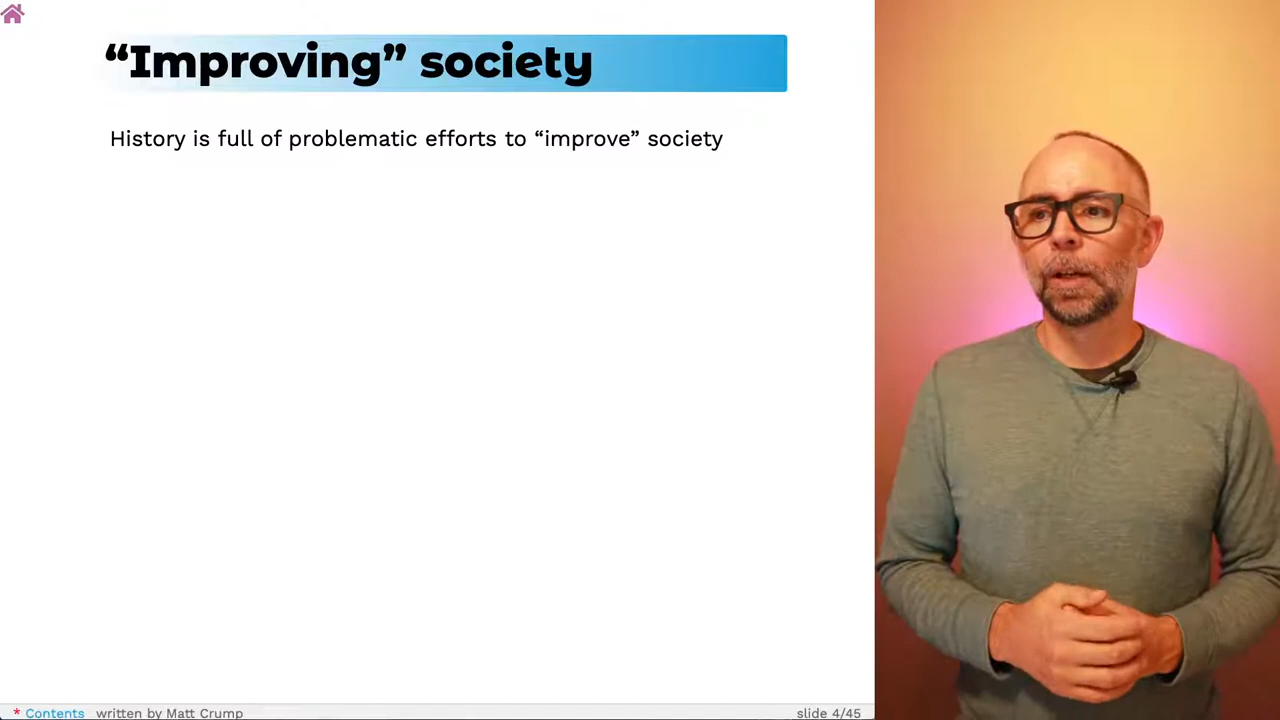 “Improving” society
History is full of problematic efforts to “improve” society
* Contents written by Matt Crump
slide 4/45